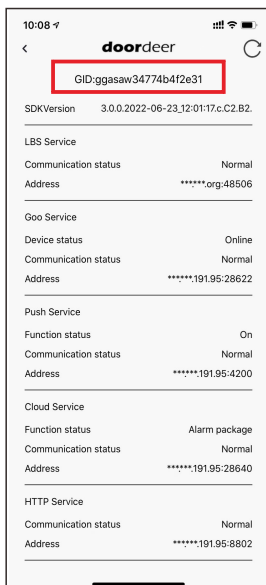 10:08
doordeer
GID:ggasaw34774b4f2e31
SDKVersion 3.0.0.2022-06-23_12:01:17.c.C2.B2.
LBS Service
Communication status Normal
Address ******.org:48506
Goo Service
Device status Online
Communication status Normal
Address ******.191.95:28622
Push Service
Function status On
Communication status Normal
Address ******.191.95:4200
Cloud Service
Function status Alarm package
Communication status Normal
Address ******.191.95:28640
HTTP Service
Communication status Normal
Address ******.191.95:8802